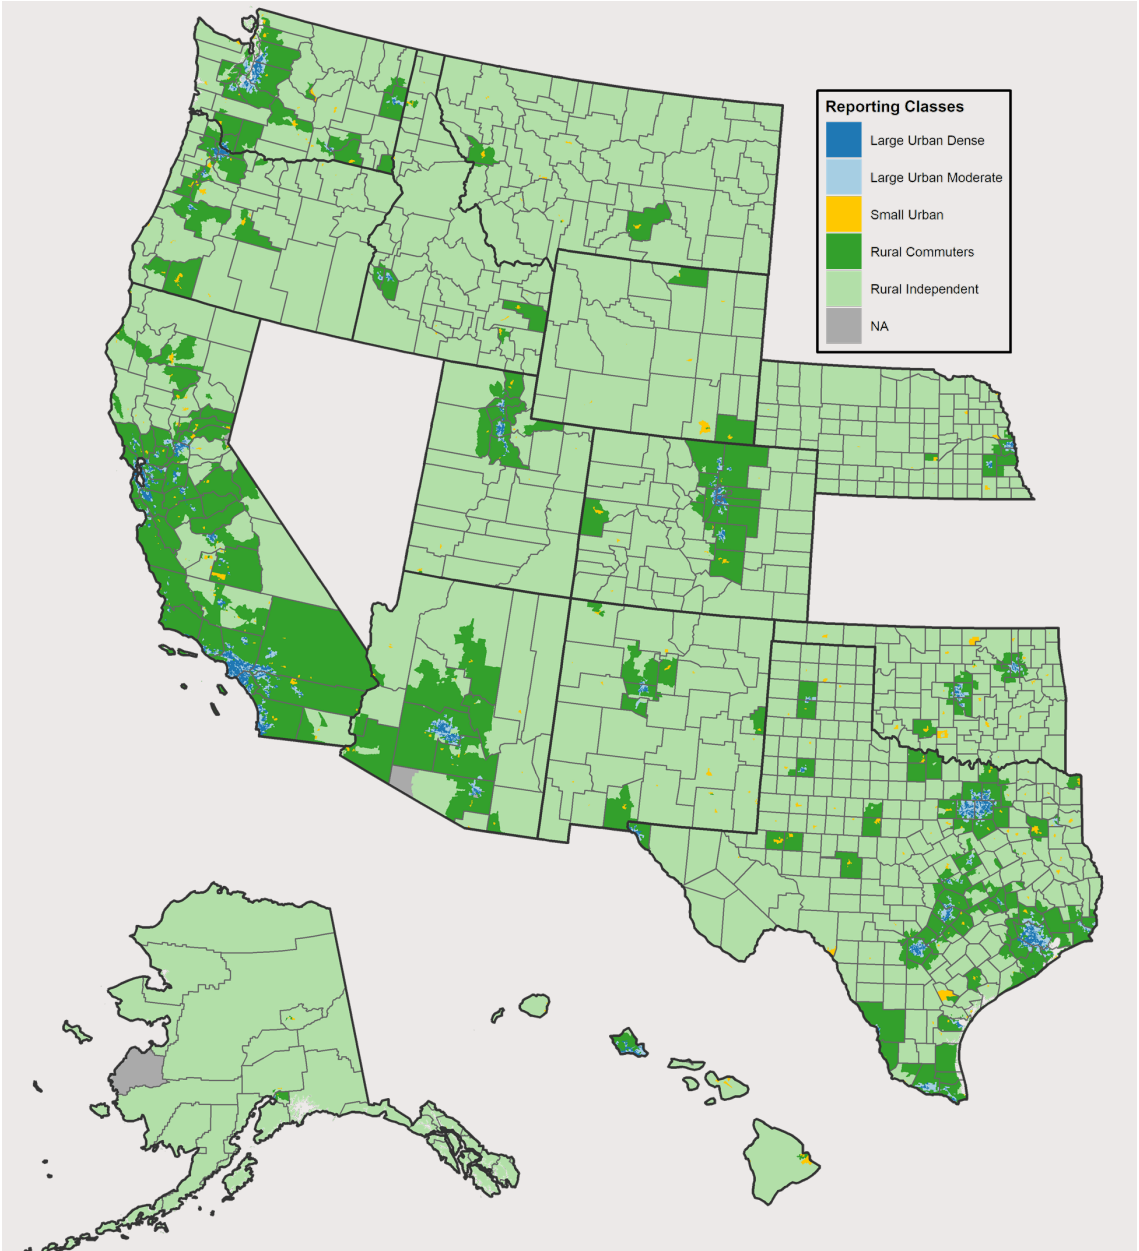 Reporting Classes
Large Urban Dense
Large Urban Moderate
Small Urban
Rural Commuters
Rural Independent
NA